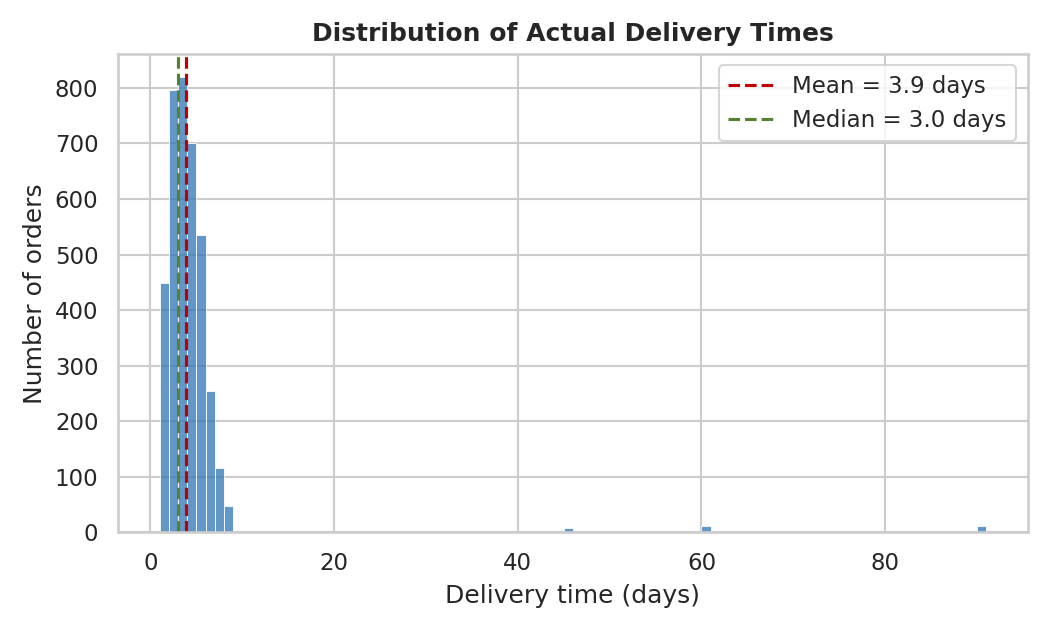 Distribution of Actual Delivery Times
Mean = 3.9 days
Median = 3.0 days
Number of orders
800
700
600
500
400
300
200
100
0
0 20 40 60 80
Delivery time (days)